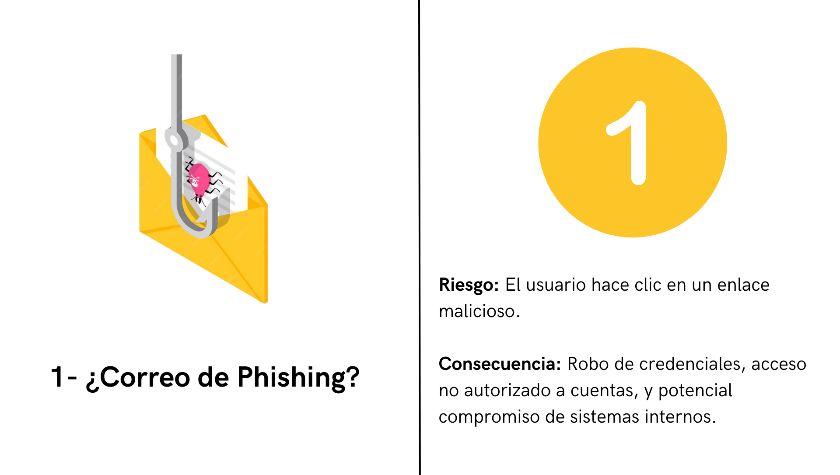 1- ¿Correo de Phishing?
1
Riesgo: El usuario hace clic en un enlace
malicioso.
Consecuencia: Robo de credenciales, acceso
no autorizado a cuentas, y potencial
compromiso de sistemas internos.